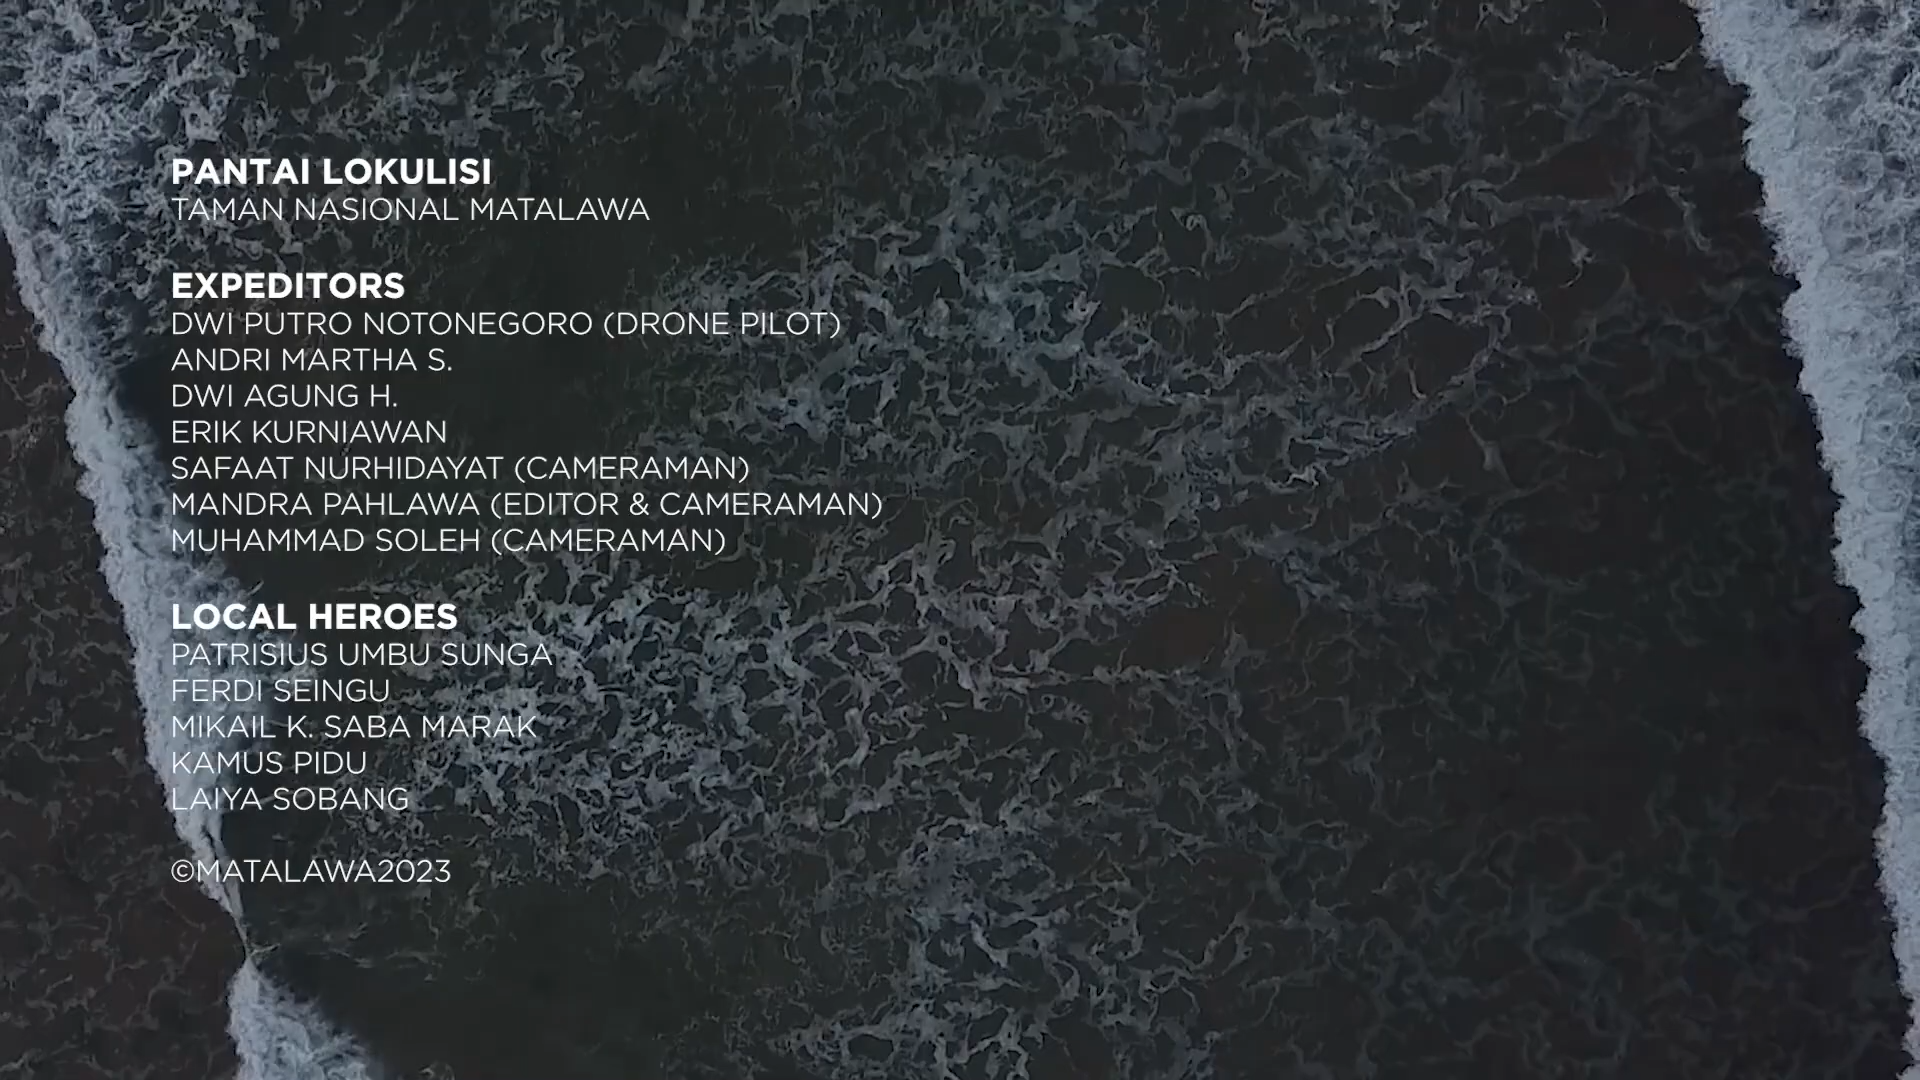 PANTAI LOKULISI
TAMAN NASIONAL MATALAWA
EXPEDITORS
DWI PUTRO NOTONEGORO (DRONE PILOT)
ANDRI MARTHA S.
DWI AGUNG H.
ERIK KURNIAWAN
SAFAAT NURHIDAYAT (CAMERAMAN)
MANDRA PAHLAWA (EDITOR & CAMERAMAN)
MUHAMMAD SOLEH (CAMERAMAN)
LOCAL HEROES
PATRISIUS UMBU SUNGA
FERDI SEINGU
MIKAIL K. SABA MARAK
KAMUS PIDU
LAIYA SOBANG
©MATALAWA2023